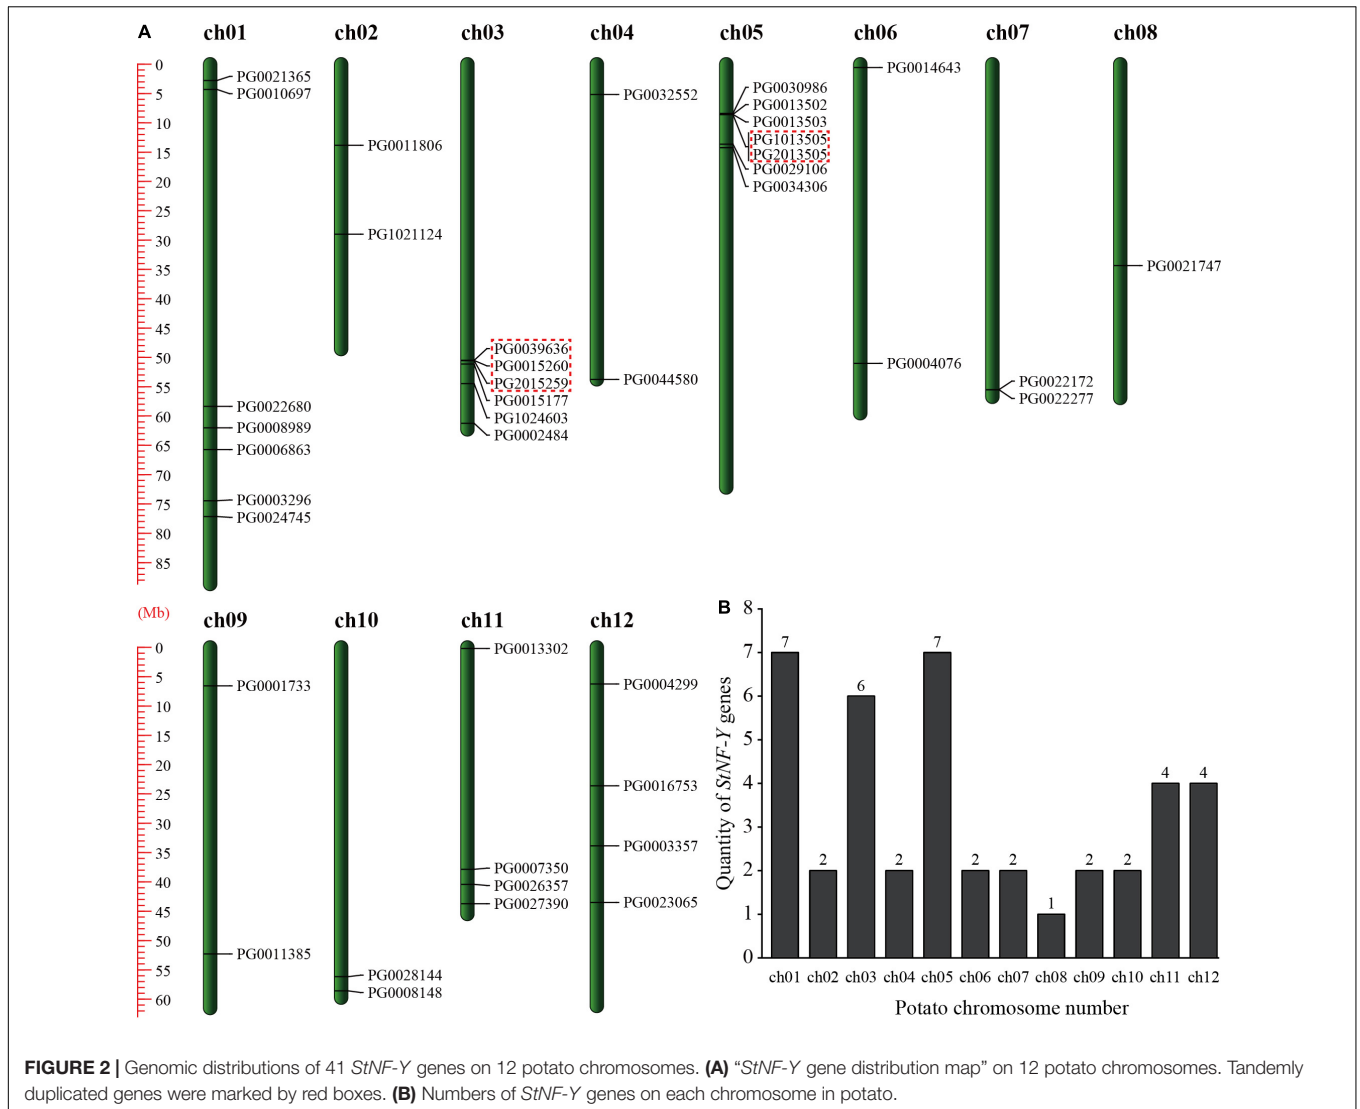 A
ch01 ch02 ch03 ch04 ch05 ch06 ch07 ch08
0
5
10
15
20
25
30
35
40
45
50
55
60
65
70
75
80
85
(Mb)
PG0021365
PG0010697
PG0022680
PG0008989
PG0006863
PG0003296
PG0024745
PG0011806
PG1021124
PG0039636
PG0015260
PG2015259
PG0015177
PG1024603
PG0002484
PG0032552
PG0044580
PG0030986
PG0013502
PG0013503
PG1013505
PG2013505
PG0029106
PG0034306
PG0014643
PG0004076
PG0022172
PG0022277
PG0021747
ch09 ch10 ch11 ch12
0
5
10
15
20
25
30
35
40
45
50
55
60
PG0001733
PG0011385
PG0028144
PG0008148
PG0013302
PG0007350
PG0026357
PG0027390
PG0004299
PG0016753
PG0003357
PG0023065
B
Quantity of StNF-Y genes
8
7
6
5
4
3
2
1
0
7 2 6 2 7 2 2 1 2 2 4 4
ch01 ch02 ch03 ch04 ch05 ch06 ch07 ch08 ch09 ch10 ch11 ch12
Potato chromosome number
FIGURE 2 | Genomic distributions of 41 StNF-Y genes on 12 potato chromosomes. (A) “StNF-Y gene distribution map” on 12 potato chromosomes. Tandemly
duplicated genes were marked by red boxes. (B) Numbers of StNF-Y genes on each chromosome in potato.